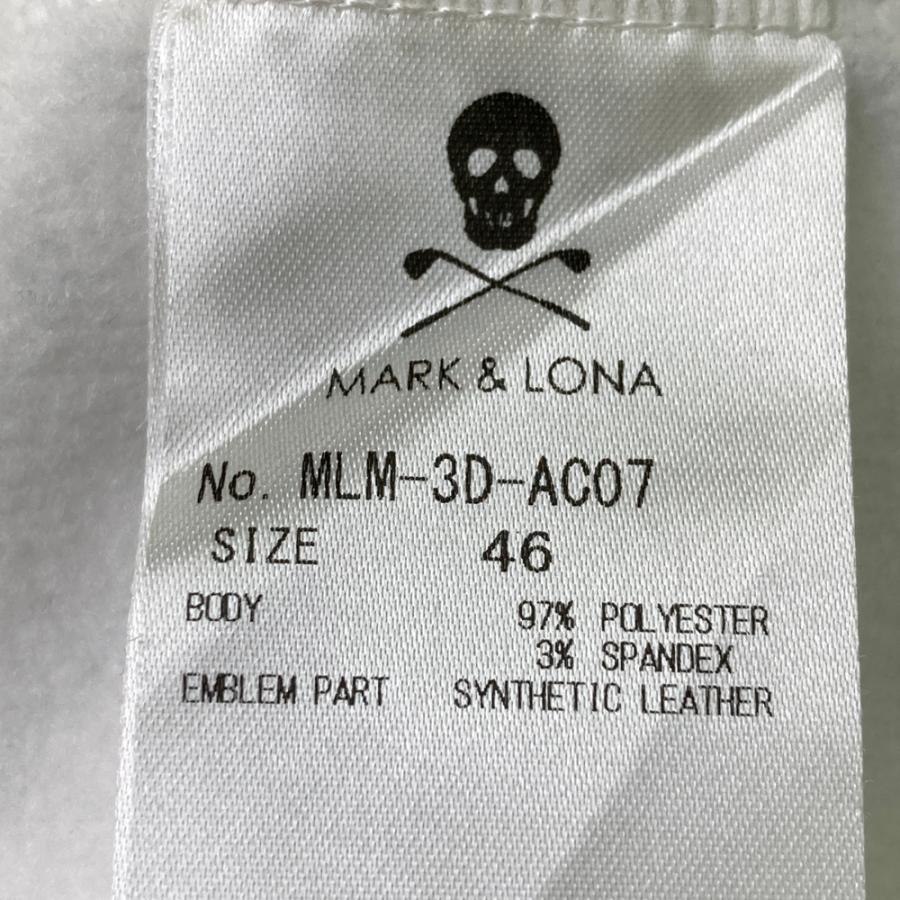 MARK & LONA
No. MLM-3D-AC07
SIZE 46
BODY 97% POLYESTER
3% SPANDEX
EMBLEM PART SYNTHETIC LEATHER